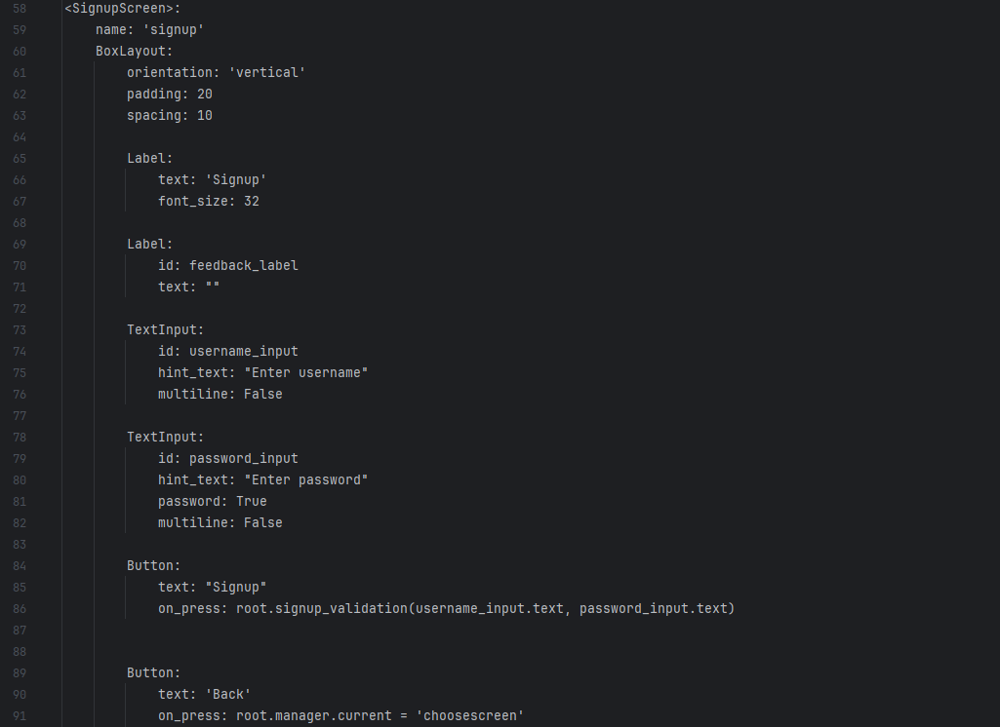 58 <SignupScreen>:
59     name: 'signup'
60     BoxLayout:
61         orientation: 'vertical'
62         padding: 20
63         spacing: 10
64
65         Label:
66             text: 'Signup'
67             font_size: 32
68
69         Label:
70             id: feedback_label
71             text: ""
72
73         TextInput:
74             id: username_input
75             hint_text: "Enter username"
76             multiline: False
77
78         TextInput:
79             id: password_input
80             hint_text: "Enter password"
81             password: True
82             multiline: False
83
84         Button:
85             text: "Signup"
86             on_press: root.signup_validation(username_input.text, password_input.text)
87
88
89         Button:
90             text: 'Back'
91             on_press: root.manager.current = 'choosescreen'